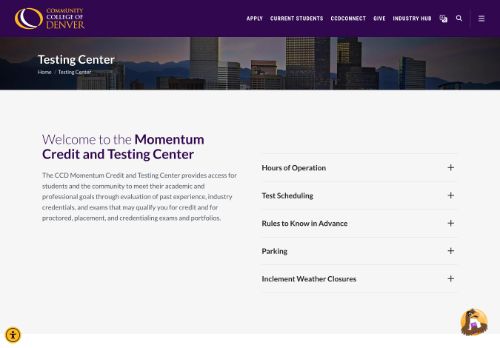 COMMUNITY
COLLEGE OF
DENVER
APPLY CURRENT STUDENTS CCDCONNECT GIVE INDUSTRY HUB
Testing Center
Home / Testing Center
Welcome to the Momentum
Credit and Testing Center
The CCD Momentum Credit and Testing Center provides access for
students and the community to meet their academic and
professional goals through evaluation of past experience, industry
credentials, and exams that may qualify you for credit and for
proctored, placement, and credentialing exams and portfolios.
Hours of Operation
Test Scheduling
Rules to Know in Advance
Parking
Inclement Weather Closures